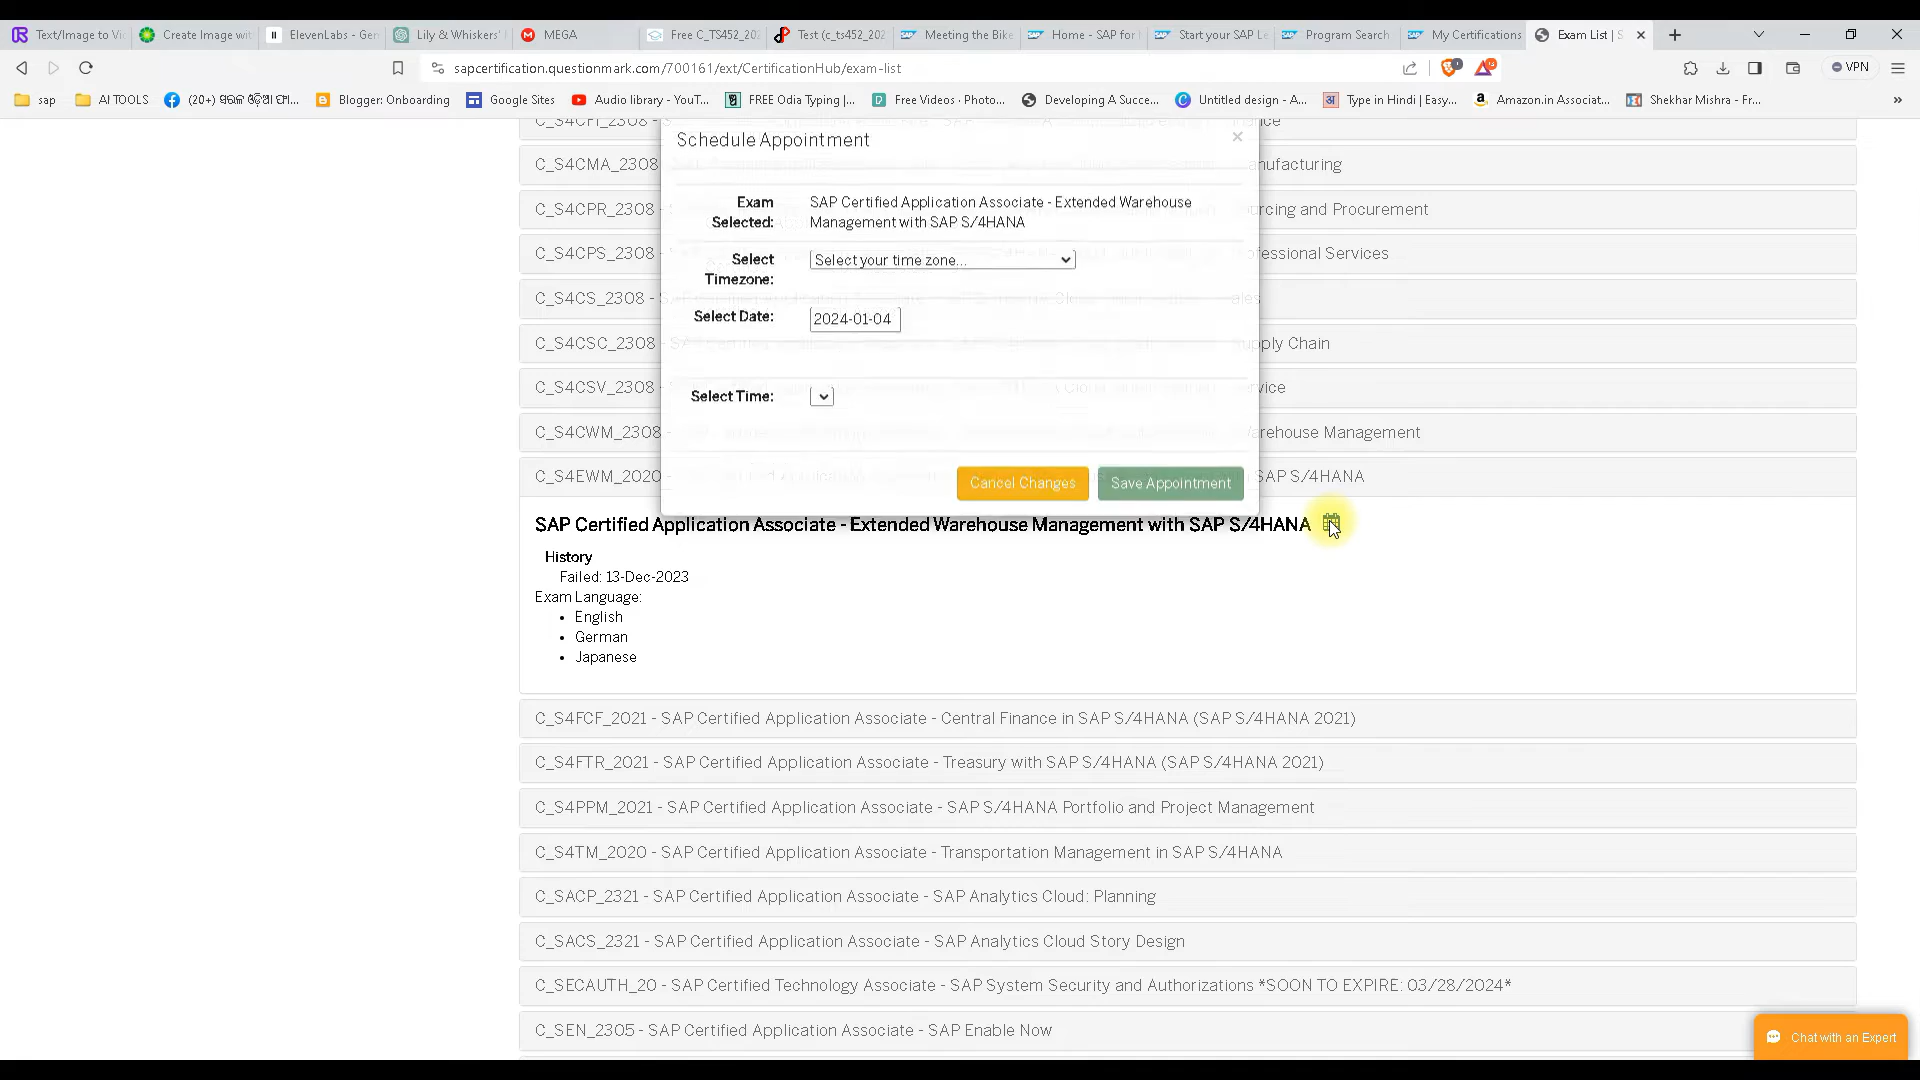 Text/Image to Vi
Create Image wit
ElevenLabs - Gen
Lily & Whiskers'
MEGA
Free C_TS452_202
Test (c_ts452_202
Meeting the Bike
Home - SAP for
Start your SAP Le
Program Search
My Certifications
Exam List | S
sapcertification.questionmark.com/700161/ext/CertificationHub/exam-list
VPN
sap
AI TOOLS
Blogger: Onboarding
Google Sites
Audio library - YouT...
FREE Odia Typing |...
Free Videos · Photo...
Developing A Succe...
Untitled design - A...
Type in Hindi | Easy...
Amazon.in Associat...
Shekhar Mishra - Fr...
Schedule Appointment
Exam Selected:
SAP Certified Application Associate - Extended Warehouse
Management with SAP S/4HANA
Select Timezone:
Select your time zone...
Select Date:
2024-01-04
Select Time:
Cancel Changes
Save Appointment
C_S4CMA_2308 - anufacturing
C_S4CPR_2308 - urcing and Procurement
C_S4CPS_2308 - fessional Services
C_S4CS_2308 - ales
C_S4CSC_2308 - upply Chain
C_S4CSV_2308 - rvice
C_S4CWM_2308 - Warehouse Management
C_S4EWM_2020 - SAP S/4HANA
SAP Certified Application Associate - Extended Warehouse Management with SAP S/4HANA
History
Failed: 13-Dec-2023
Exam Language:
English
German
Japanese
C_S4FCF_2021 - SAP Certified Application Associate - Central Finance in SAP S/4HANA (SAP S/4HANA 2021)
C_S4FTR_2021 - SAP Certified Application Associate - Treasury with SAP S/4HANA (SAP S/4HANA 2021)
C_S4PPM_2021 - SAP Certified Application Associate - SAP S/4HANA Portfolio and Project Management
C_S4TM_2020 - SAP Certified Application Associate - Transportation Management in SAP S/4HANA
C_SACP_2321 - SAP Certified Application Associate - SAP Analytics Cloud: Planning
C_SACS_2321 - SAP Certified Application Associate - SAP Analytics Cloud Story Design
C_SECAUTH_20 - SAP Certified Technology Associate - SAP System Security and Authorizations *SOON TO EXPIRE: 03/28/2024*
C_SEN_2305 - SAP Certified Application Associate - SAP Enable Now
Chat with an Expert